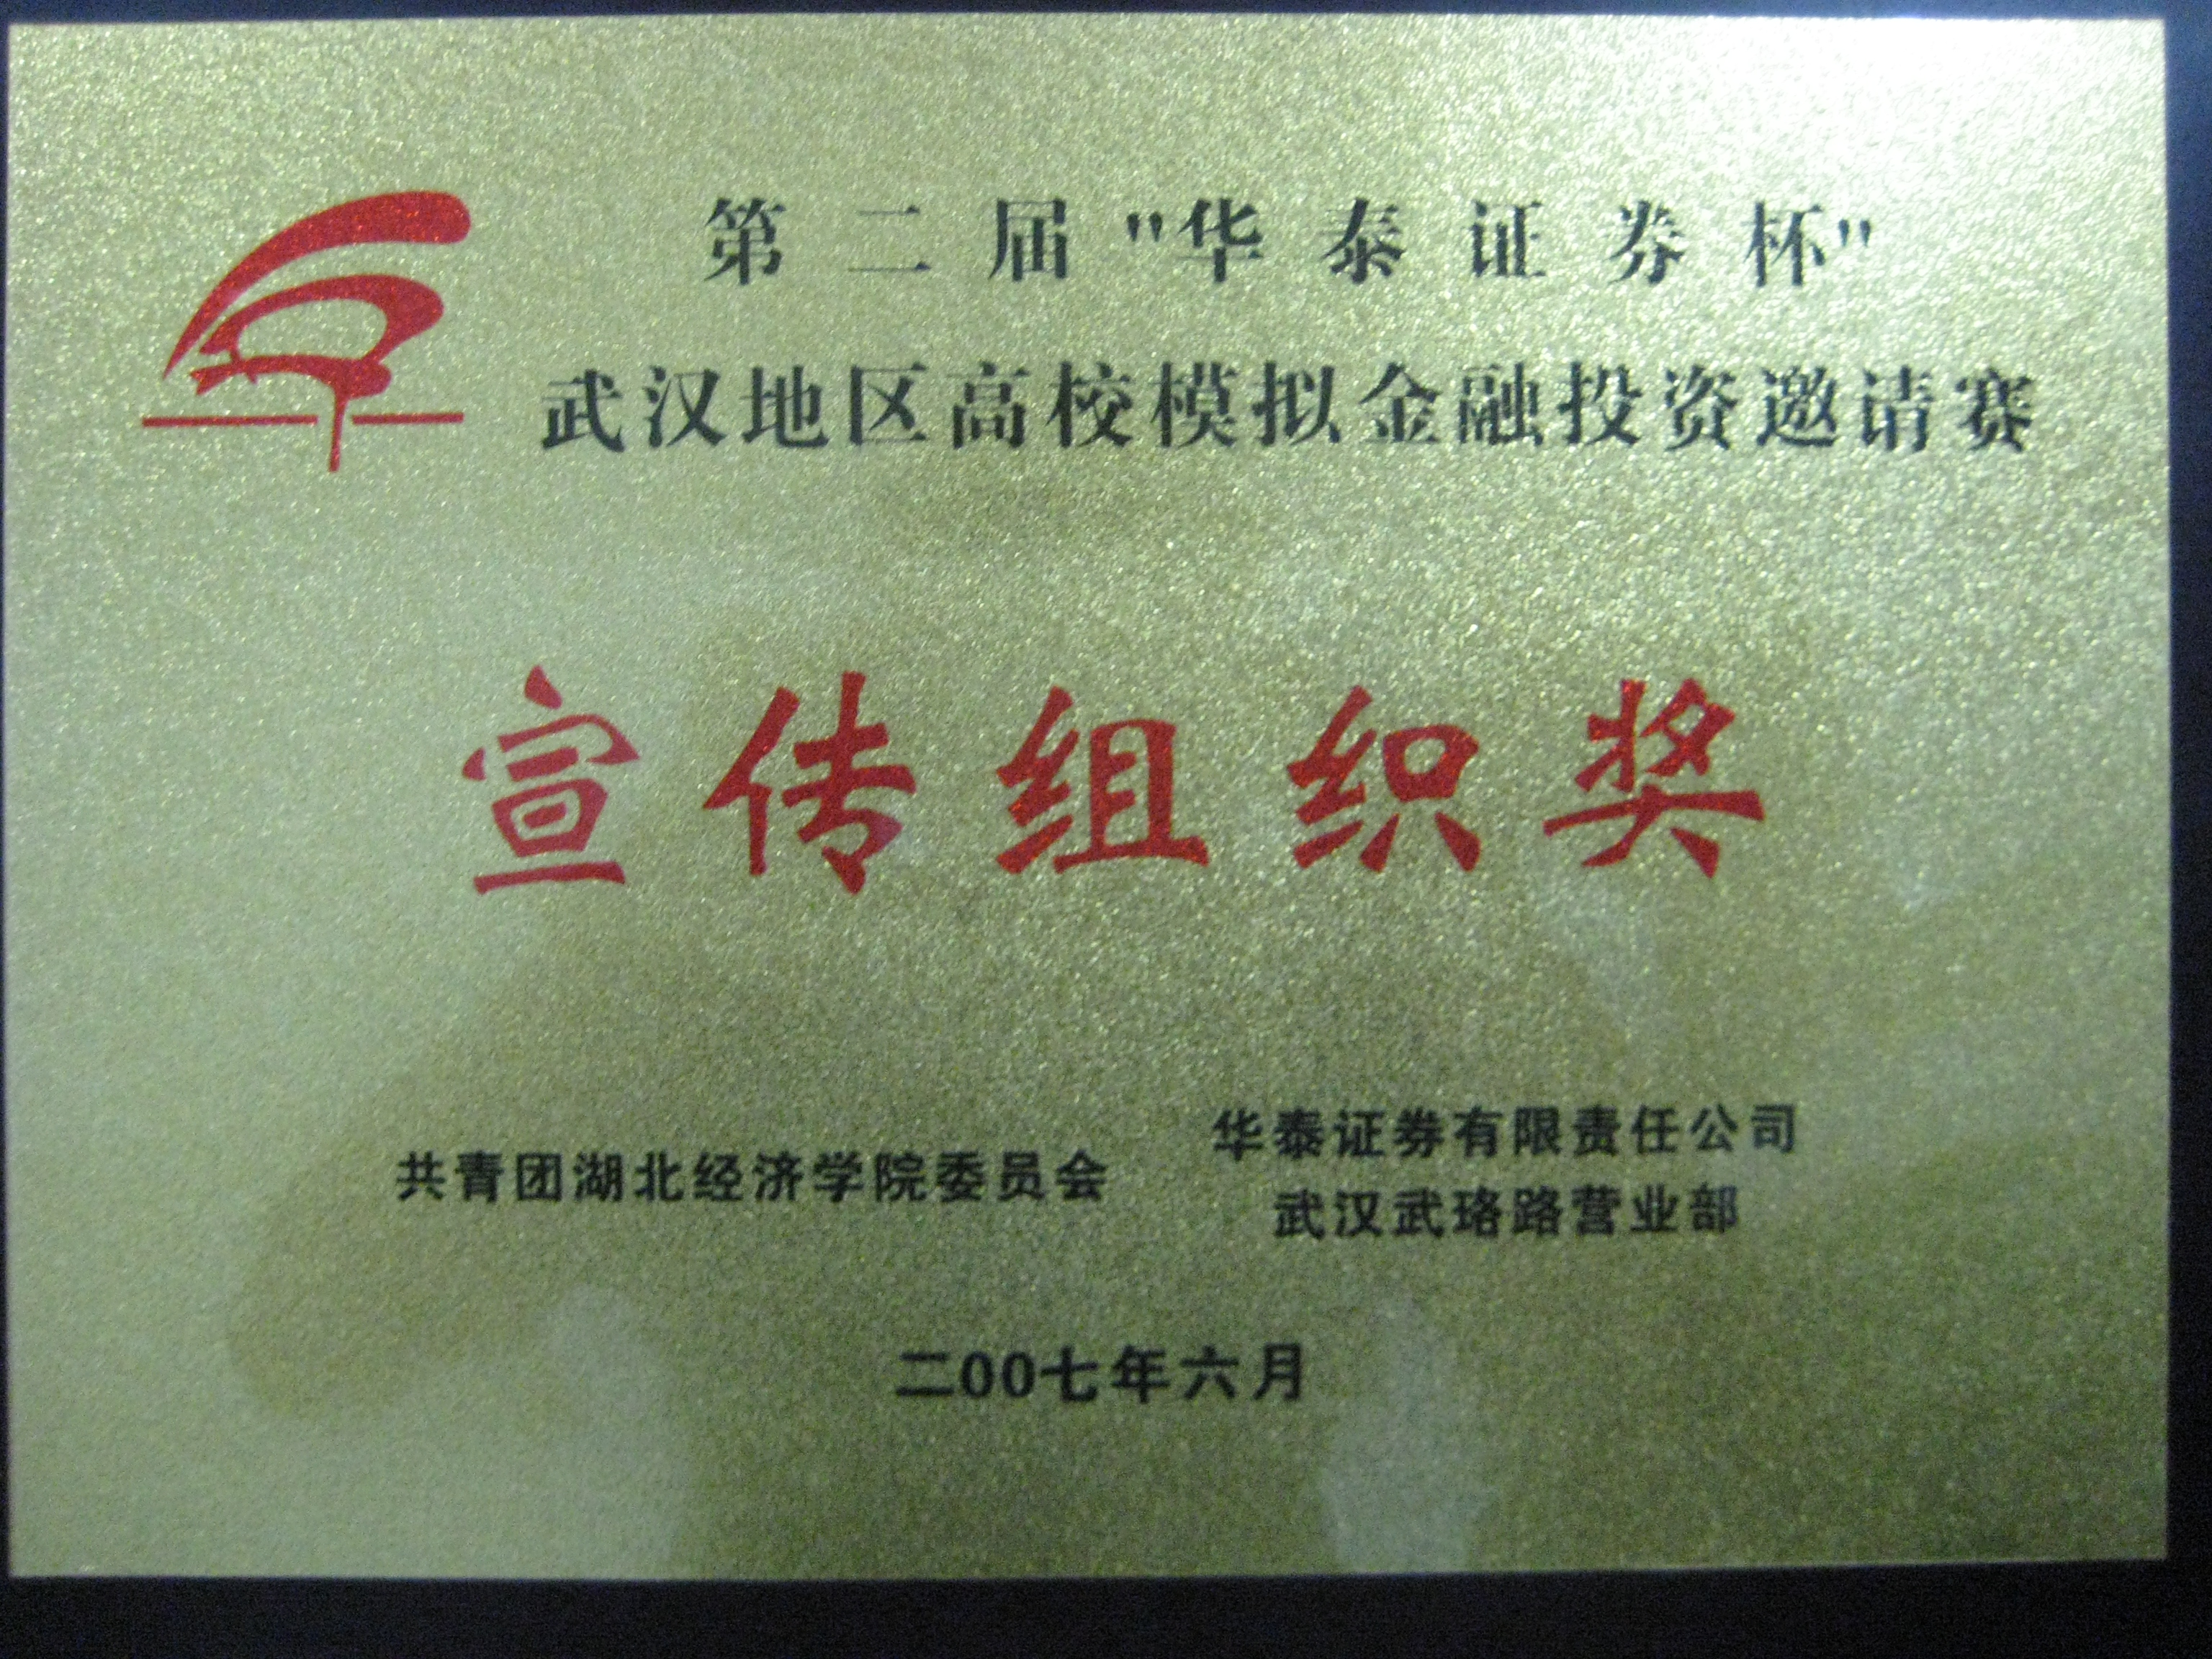 第二届"华泰证券杯"
武汉地区高校模拟金融投资邀请赛
宣传组织奖
共青团湖北经济学院委员会
华泰证券有限责任公司
武汉武珞路营业部
二00七年六月